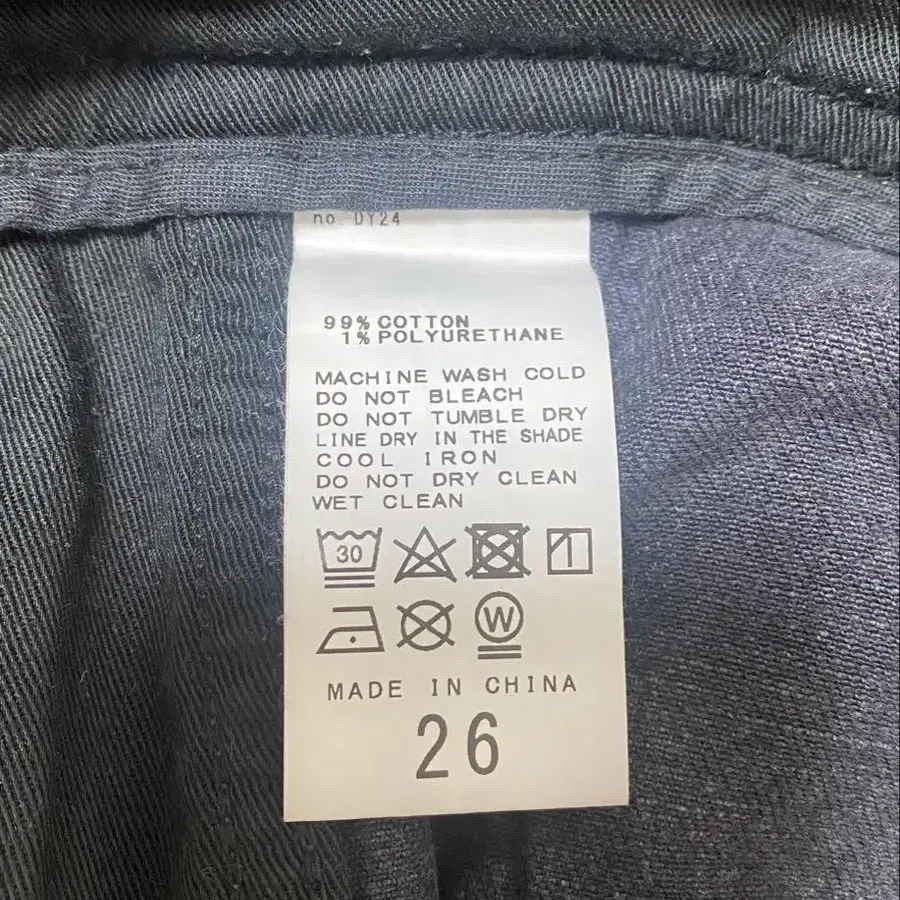 no. DY24
99% COTTON
1% POLYURETHANE
MACHINE WASH COLD
DO NOT BLEACH
DO NOT TUMBLE DRY
LINE DRY IN THE SHADE
COOL IRON
DO NOT DRY CLEAN
WET CLEAN
30
W
MADE IN CHINA
26